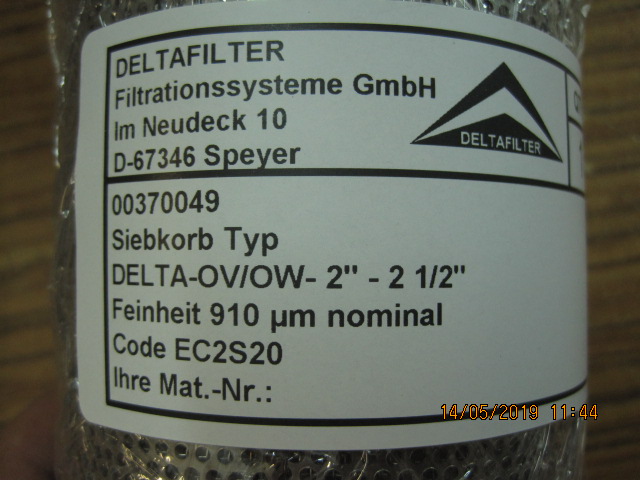 DELTAFILTER
Filtrationssysteme GmbH
Im Neudeck 10
D-67346 Speyer
DELTAFILTER
00370049
Siebkorb Typ
DELTA-OV/OW- 2" - 2 1/2"
Feinheit 910 µm nominal
Code EC2S20
Ihre Mat.-Nr.:
14/05/2019 11:44